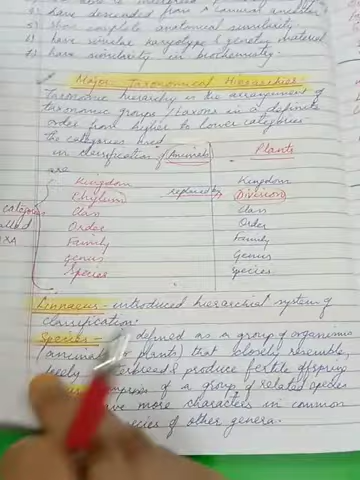 4) have descended from a common ancestor.
5) show complete anatomical similarity
6) have similar karyotype & genetic material
7) have similarity in biochemistry.
Major Taxonomical Hierarchies
Taxonomic hierarchy is the arrangement of
taxonomic groups / taxons in a definite
order from higher to lower categories.
The categories used
in classification of Animals Plants
are
Kingdom Kingdom
Phylum replaced by Division
class class
Order Order
Family Family
genus Genus
Species Species
Linnaeus - introduced hierarchial system of
classification.
Species - defined as a group of organisms
(animals or plants) that closely resemble,
freely interbreed & produce fertile offspring
of a group of related species
have more characters in common
species of other genera.